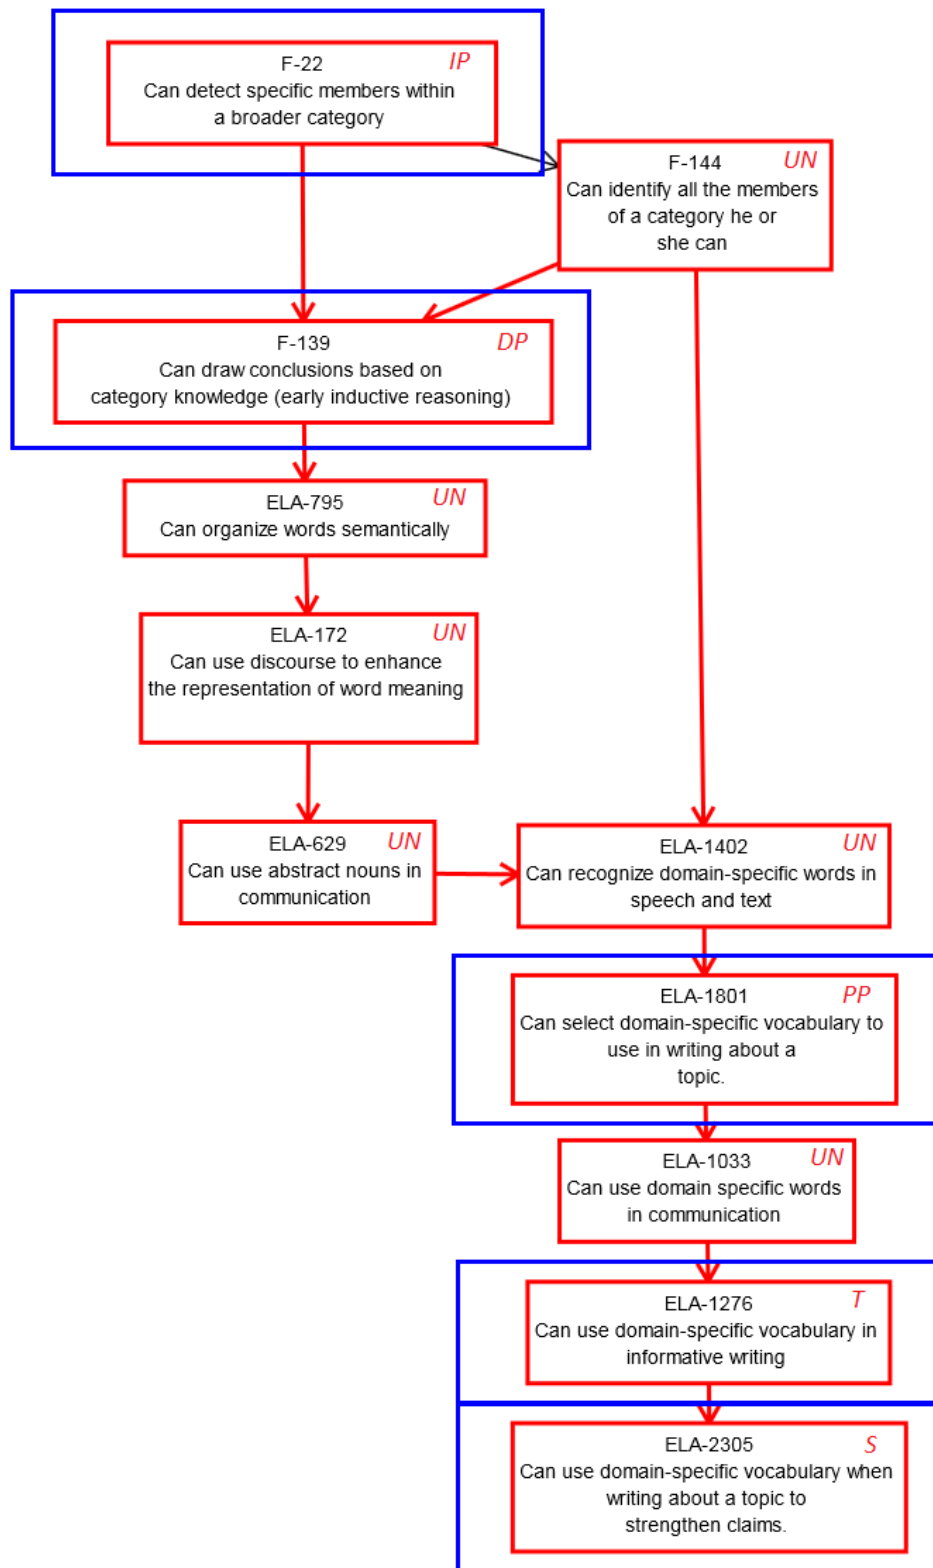 F-22 IP
Can detect specific members within
a broader category
F-144 UN
Can identify all the members
of a category he or
she can
F-139 DP
Can draw conclusions based on
category knowledge (early inductive reasoning)
ELA-795 UN
Can organize words semantically
ELA-172 UN
Can use discourse to enhance
the representation of word meaning
ELA-629 UN
Can use abstract nouns in
communication
ELA-1402 UN
Can recognize domain-specific words in
speech and text
ELA-1801 PP
Can select domain-specific vocabulary to
use in writing about a
topic.
ELA-1033 UN
Can use domain specific words
in communication
ELA-1276 T
Can use domain-specific vocabulary in
informative writing
ELA-2305 S
Can use domain-specific vocabulary when
writing about a topic to
strengthen claims.